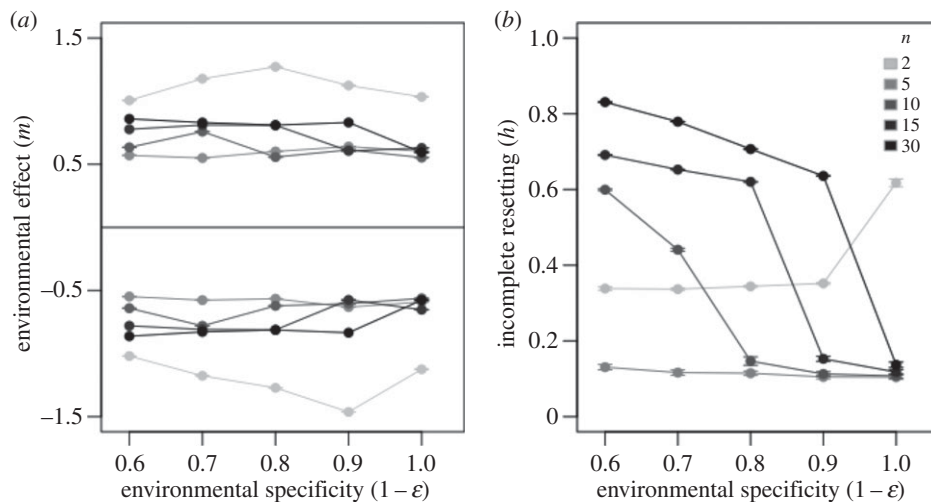 (a)
1.5
0.5
–0.5
–1.5
environmental effect (m)
0.6 0.7 0.8 0.9 1.0
environmental specificity (1 – ε)
(b)
1.0
0.8
0.6
0.4
0.2
0
incomplete resetting (h)
n
2
5
10
15
30
0.6 0.7 0.8 0.9 1.0
environmental specificity (1 – ε)